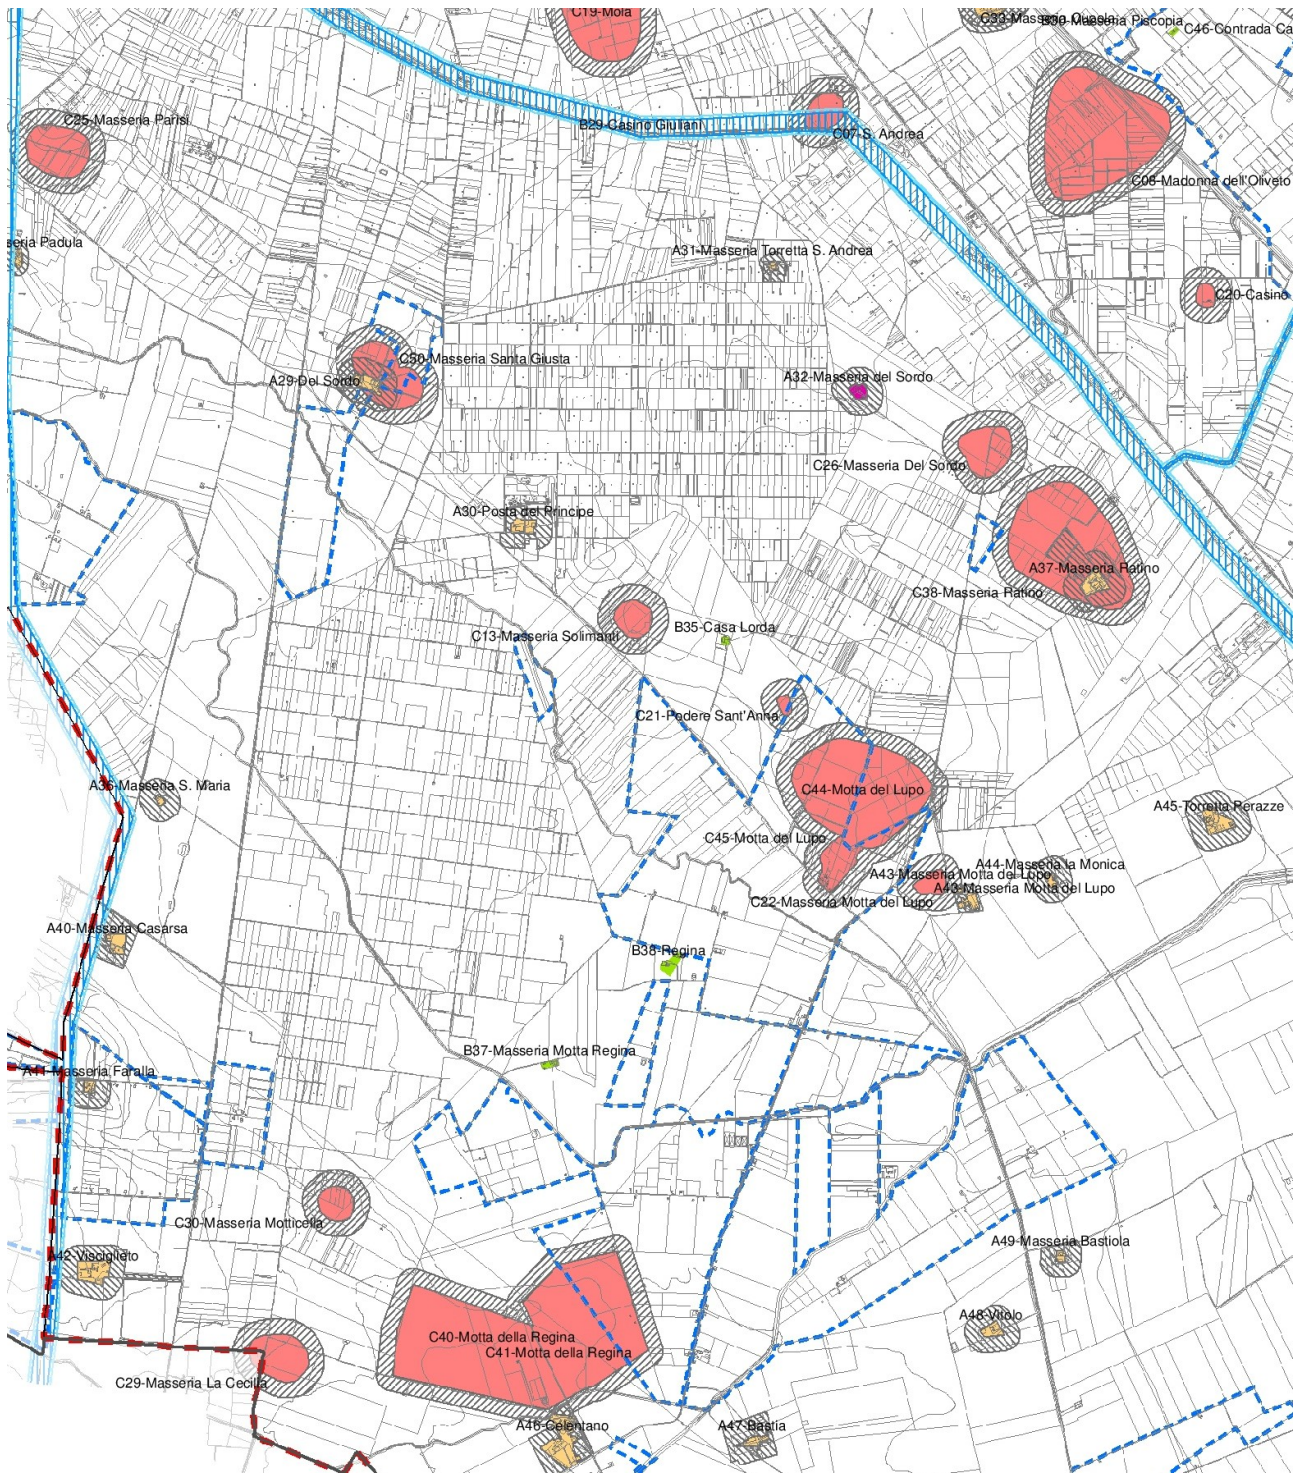 C19-Mola
C46-Contrada Ca
C25-Masseria Parisi
B29-Casino Giuliani
C07-S. Andrea
C08-Madonna dell'Oliveto
seria Padula
A31-Masseria Torretta S. Andrea
C20-Casino
C50-Masseria Santa Giusta
A29-Del Sordo
A32-Masseria del Sordo
C26-Masseria Del Sordo
A30-Posta del Principe
A37-Masseria Ratino
C38-Masseria Ratino
B35-Casa Lorda
C13-Masseria Solimanti
C21-Podere Sant'Anna
A36-Masseria S. Maria
C44-Motta del Lupo
A45-Torretta Perazze
C45-Motta del Lupo
A44-Masseria la Monica
A43-Masseria Motta del Lupo
A43-Masseria Motta del Lupo
C22-Masseria Motta del Lupo
A40-Masseria Casarsa
B38-Regina
B37-Masseria Motta Regina
A41-Masseria Faralla
C30-Masseria Motticella
A49-Masseria Bastiola
A42-Viscigliéto
A48-Vitolo
C40-Motta della Regina
C41-Motta della Regina
C29-Masseria La Cecilia
A46-Celentano
A47-Bastia